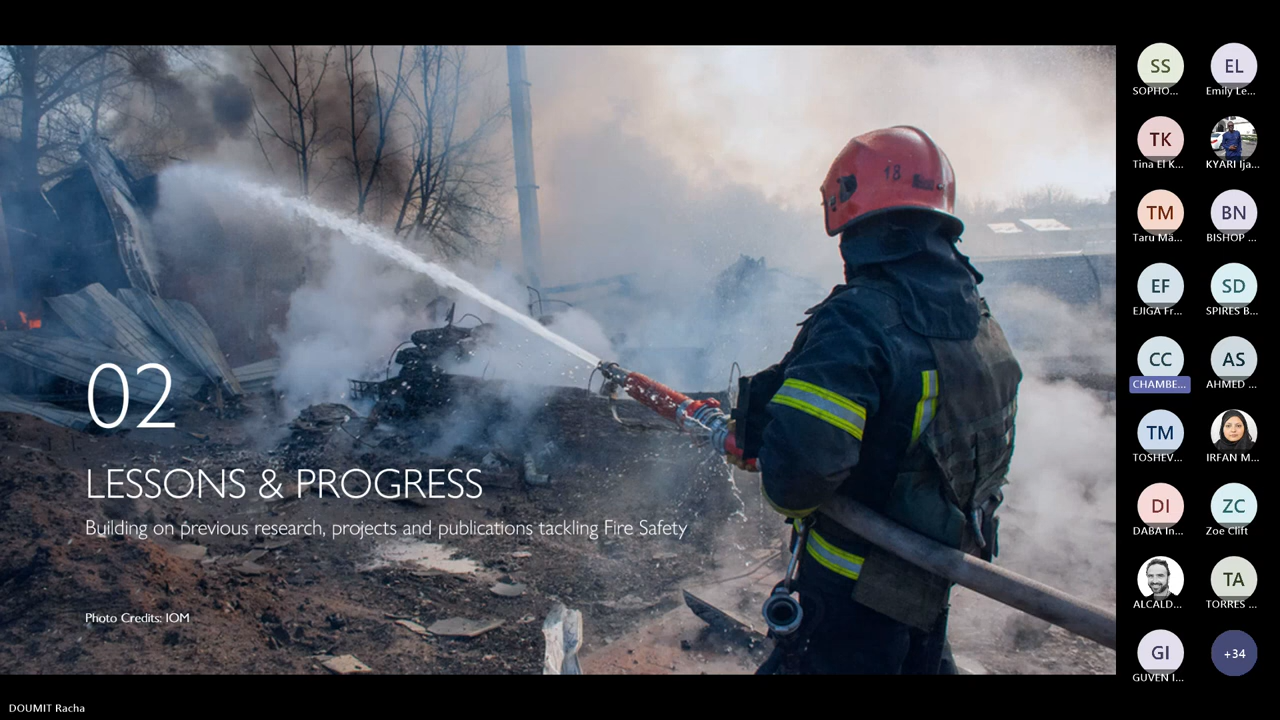 02
LESSONS & PROGRESS
Building on previous research, projects and publications tackling Fire Safety
Photo Credits: IOM
18
SS
SOPHO...
EL
Emily Le...
TK
Tina El K...
KYARI Ija...
TM
Taru Mä...
BN
BISHOP ...
EF
EJIGA Fr...
SD
SPIRES B...
CC
CHAMBE...
AS
AHMED ...
TM
TOSHEV...
IRFAN M...
DI
DABA In...
ZC
Zoe Clift
ALCALD...
TA
TORRES ...
GI
GUVEN I...
+34
DOUMIT Racha